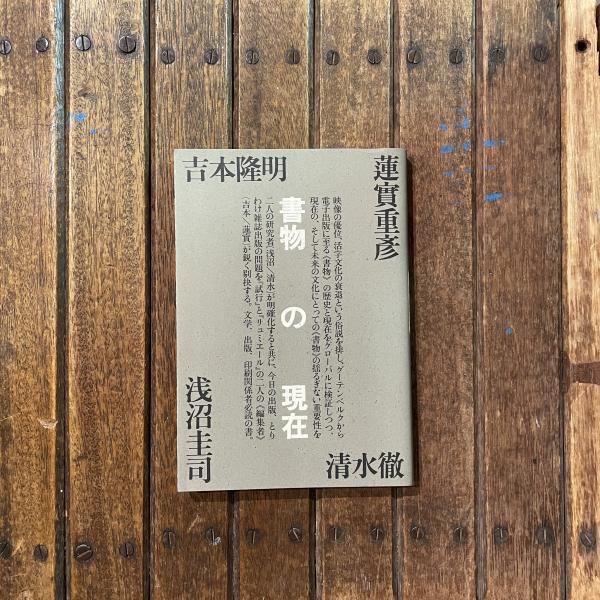 吉本隆明
蓮實重彥
書物の現在
映像の優位、活字文化の衰退という俗説を排し、グーテンベルクから
電子出版に至る《書物》の歴史と現在をグローバルに検証しつつ、
現在の、そして未来の文化にとっての《書物》の揺るぎない重要性を
二人の研究者〈浅沼／清水〉が明確化すると共に、今日の出版、とり
わけ雑誌出版の問題を『試行』と『リュミエール』の二人の《編集者》
〈吉本／蓮實〉が鋭く剔抉する。文学、出版、印刷関係者必読の書。
浅沼圭司
清水徹